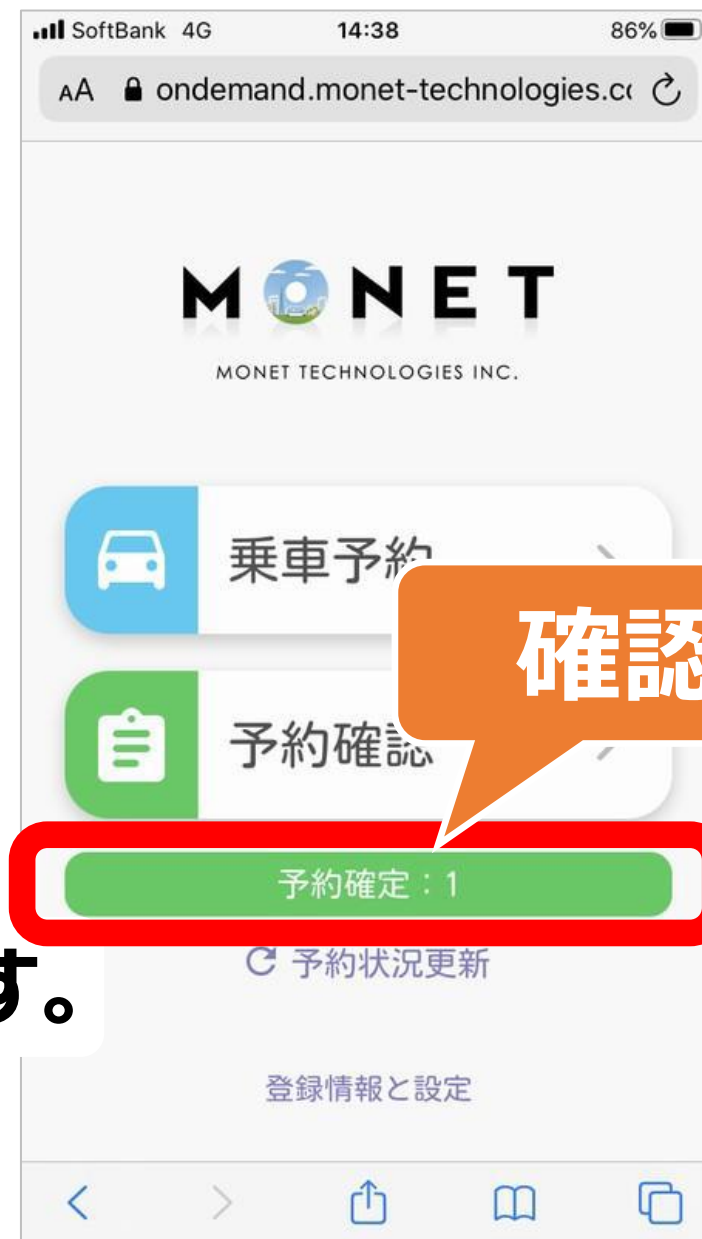 SoftBank 4G 14:38 86%
AA ondemand.monet-technologies.c
MONET
MONET TECHNOLOGIES INC.
乗車予約
確認
予約確認
予約確定：1
す。
予約状況更新
登録情報と設定